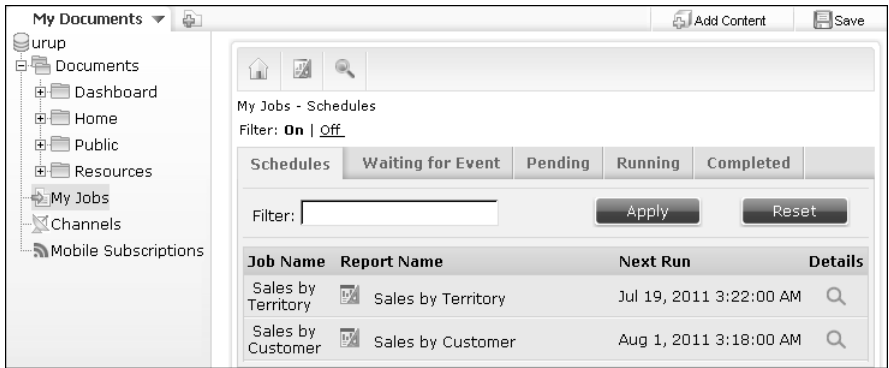 My Documents
Add Content
Save
urup
Documents
Dashboard
Home
Public
Resources
My Jobs
Channels
Mobile Subscriptions
My Jobs - Schedules
Filter: On | Off
Schedules Waiting for Event Pending Running Completed
Filter: Apply Reset
Job Name Report Name Next Run Details
Sales by Territory Sales by Territory Jul 19, 2011 3:22:00 AM
Sales by Customer Sales by Customer Aug 1, 2011 3:18:00 AM